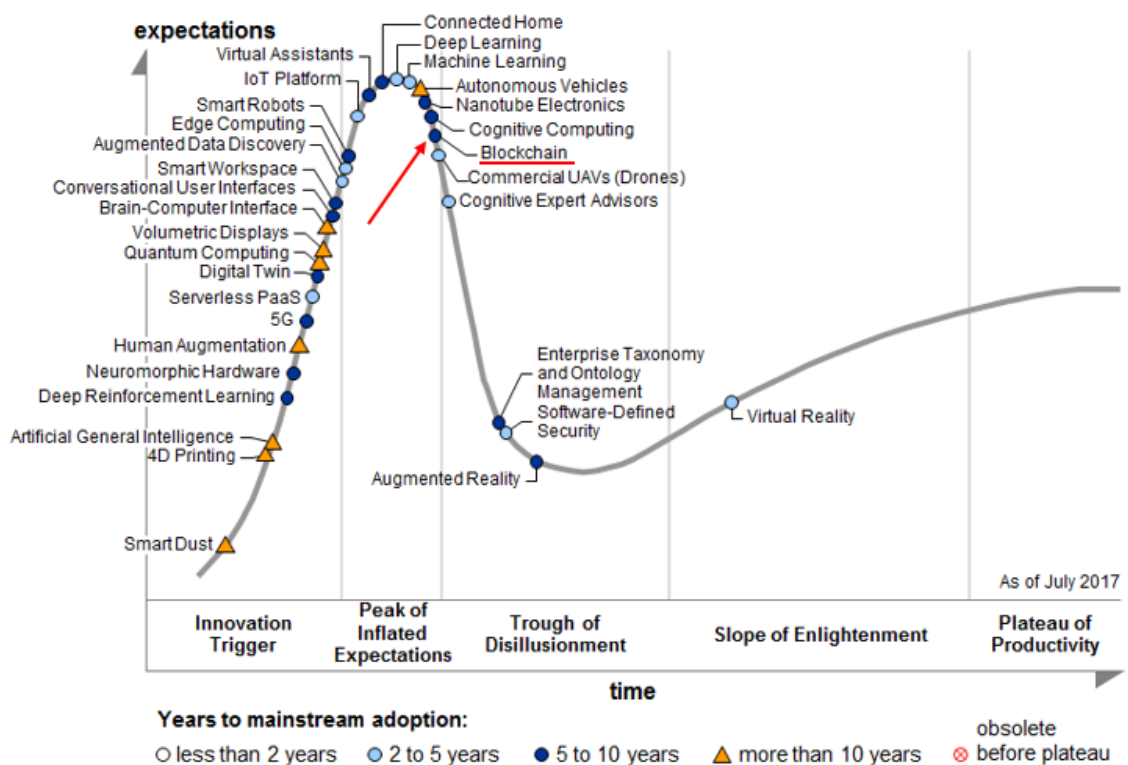 expectations
Connected Home
Deep Learning
Virtual Assistants
Machine Learning
IoT Platform
Autonomous Vehicles
Smart Robots
Nanotube Electronics
Edge Computing
Cognitive Computing
Augmented Data Discovery
Blockchain
Smart Workspace
Commercial UAVs (Drones)
Conversational User Interfaces
Cognitive Expert Advisors
Brain-Computer Interface
Volumetric Displays
Quantum Computing
Digital Twin
Serverless PaaS
5G
Human Augmentation
Neuromorphic Hardware
Deep Reinforcement Learning
Artificial General Intelligence
4D Printing
Smart Dust
Enterprise Taxonomy
and Ontology
Management
Software-Defined
Security
Augmented Reality
Virtual Reality
As of July 2017
Innovation
Trigger
Peak of
Inflated
Expectations
Trough of
Disillusionment
Slope of Enlightenment
Plateau of
Productivity
time
Years to mainstream adoption:
less than 2 years
2 to 5 years
5 to 10 years
more than 10 years
obsolete
before plateau